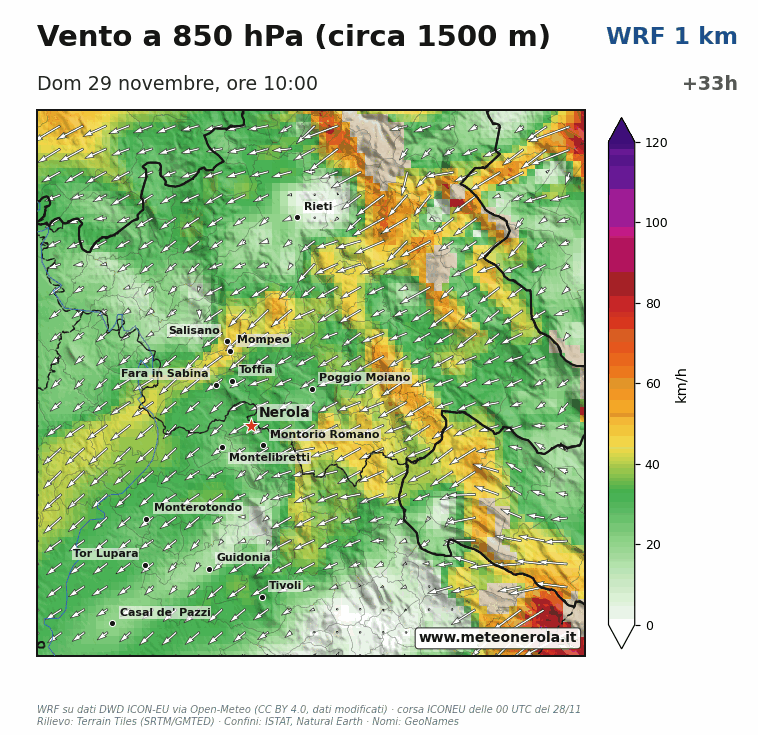 Vento a 850 hPa (circa 1500 m)
WRF 1 km
Dom 29 novembre, ore 10:00
+33h
Rieti
Salisano
Mompeo
Fara in Sabina
Toffia
Poggio Moiano
Nerola
Montorio Romano
Montelibretti
Monterotondo
Tor Lupara
Guidonia
Tivoli
Casal de' Pazzi
www.meteonerola.it
120
100
80
60
40
20
0
km/h
WRF su dati DWD ICON-EU via Open-Meteo (CC BY 4.0, dati modificati) · corsa ICONEU delle 00 UTC del 28/11
Rilievo: Terrain Tiles (SRTM/GMTED) · Confini: ISTAT, Natural Earth · Nomi: GeoNames